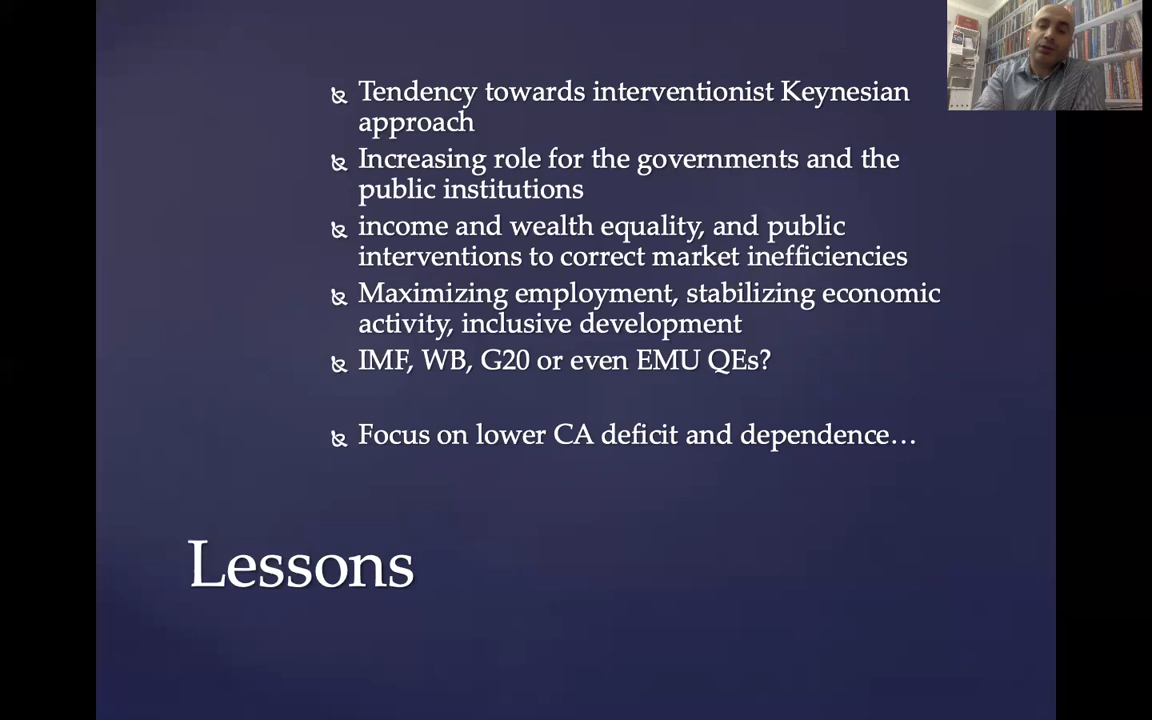 Tendency towards interventionist Keynesian
approach
Increasing role for the governments and the
public institutions
income and wealth equality, and public
interventions to correct market inefficiencies
Maximizing employment, stabilizing economic
activity, inclusive development
IMF, WB, G20 or even EMU QEs?
Focus on lower CA deficit and dependence…
Lessons